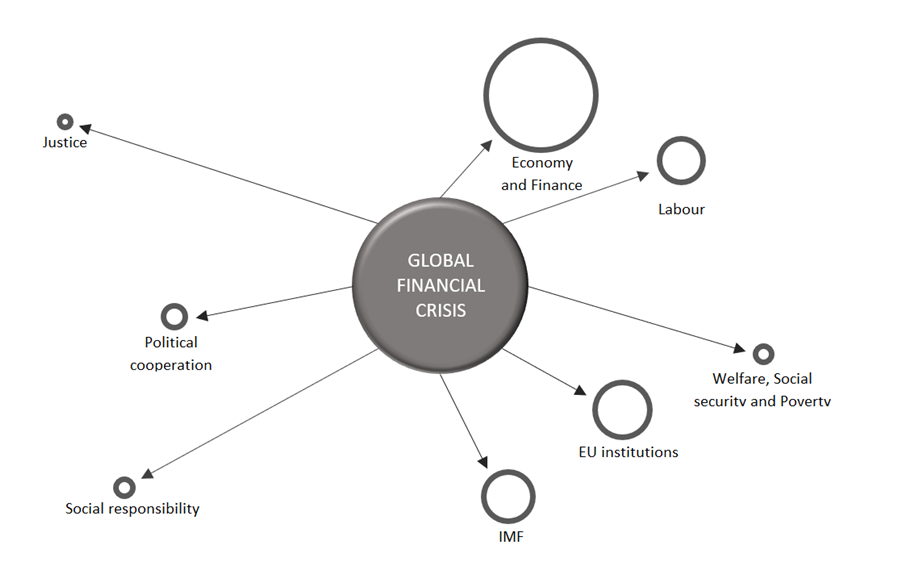 Justice
Economy
and Finance
Labour
GLOBAL
FINANCIAL
CRISIS
Political
cooperation
Welfare, Social
security and Poverty
EU institutions
Social responsibility
IMF